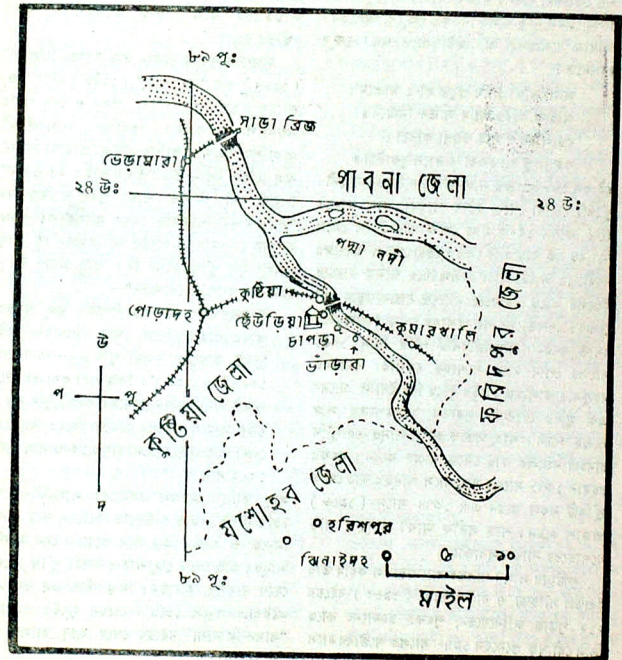 ৮৯ পূঃ
সাড়া ব্রিজ
ভেড়ামারা
২৪ উঃ
পাবনা জেলা
২৪ উঃ
পদ্মা নদী
কুষ্টিয়া
পোড়াদহ
ছেঁউড়িয়া
কুমারখালি
চাপড়া
ভাঁড়ারা
ফরিদপুর জেলা
উ
প
পূ
দ
কুষ্টিয়া জেলা
যশোহর জেলা
হরিশপুর
ঝিনাইদহ
০ ৫ ১০
মাইল
৮৯ পূঃ